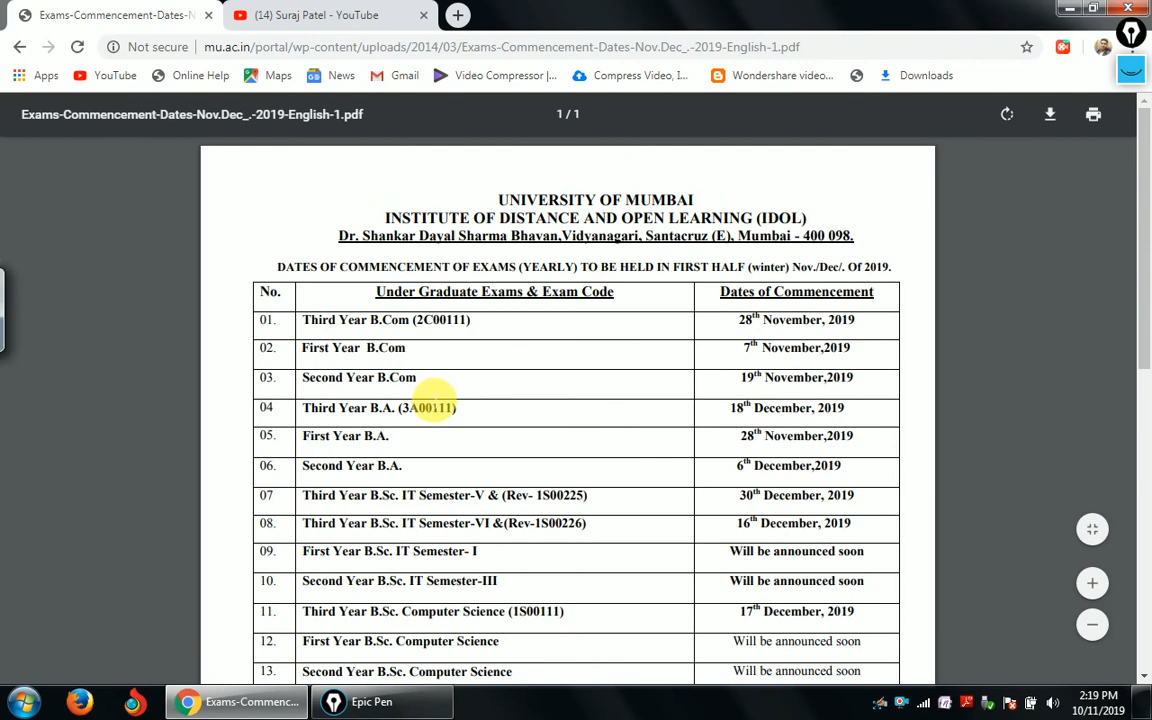 Exams-Commencement-Dates-N
(14) Suraj Patel - YouTube
Not secure
mu.ac.in/portal/wp-content/uploads/2014/03/Exams-Commencement-Dates-Nov.Dec_.-2019-English-1.pdf
Apps YouTube Online Help Maps News Gmail Video Compressor |... Compress Video, I... Wondershare video... Downloads
Exams-Commencement-Dates-Nov.Dec_.-2019-English-1.pdf 1 / 1
UNIVERSITY OF MUMBAI
INSTITUTE OF DISTANCE AND OPEN LEARNING (IDOL)
Dr. Shankar Dayal Sharma Bhavan,Vidyanagari, Santacruz (E), Mumbai - 400 098.
DATES OF COMMENCEMENT OF EXAMS (YEARLY) TO BE HELD IN FIRST HALF (winter) Nov./Dec/. Of 2019.
No. Under Graduate Exams & Exam Code Dates of Commencement
01. Third Year B.Com (2C00111) 28th November, 2019
02. First Year B.Com 7th November,2019
03. Second Year B.Com 19th November,2019
04 Third Year B.A. (3A00111) 18th December, 2019
05. First Year B.A. 28th November,2019
06. Second Year B.A. 6th December,2019
07 Third Year B.Sc. IT Semester-V & (Rev- 1S00225) 30th December, 2019
08. Third Year B.Sc. IT Semester-VI &(Rev-1S00226) 16th December, 2019
09. First Year B.Sc. IT Semester- I Will be announced soon
10. Second Year B.Sc. IT Semester-III Will be announced soon
11. Third Year B.Sc. Computer Science (1S00111) 17th December, 2019
12. First Year B.Sc. Computer Science Will be announced soon
13. Second Year B.Sc. Computer Science Will be announced soon
Exams-Commenc... Epic Pen
2:19 PM
10/11/2019